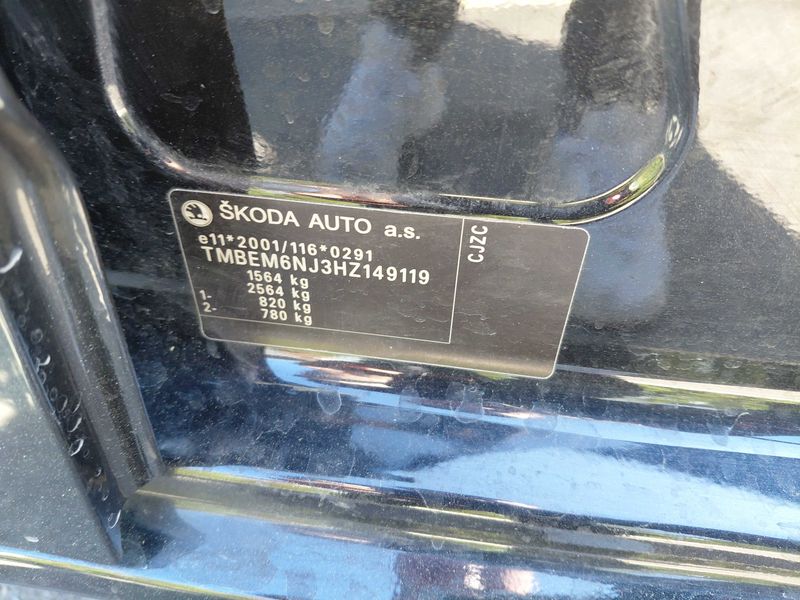 ŠKODA AUTO a.s.
e11*2001/116*0291
TMBEM6NJ3HZ149119
1564 kg
2564 kg
1- 820 kg
2- 780 kg
CJZC